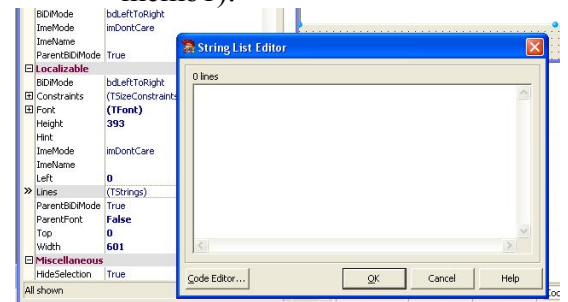 memo1).
BiDiMode bdLeftToRight
ImeMode imDontCare
ImeName
ParentBiDiMode True
Localizable
BiDiMode bdLeftToRight
Constraints (TSizeConstraints
Font (TFont)
Height 393
Hint
ImeMode imDontCare
ImeName
Left 0
Lines (TStrings)
ParentBiDiMode True
ParentFont False
Top 0
Width 601
Miscellaneous
HideSelection True
All shown
String List Editor
0 lines
Code Editor...
OK
Cancel
Help